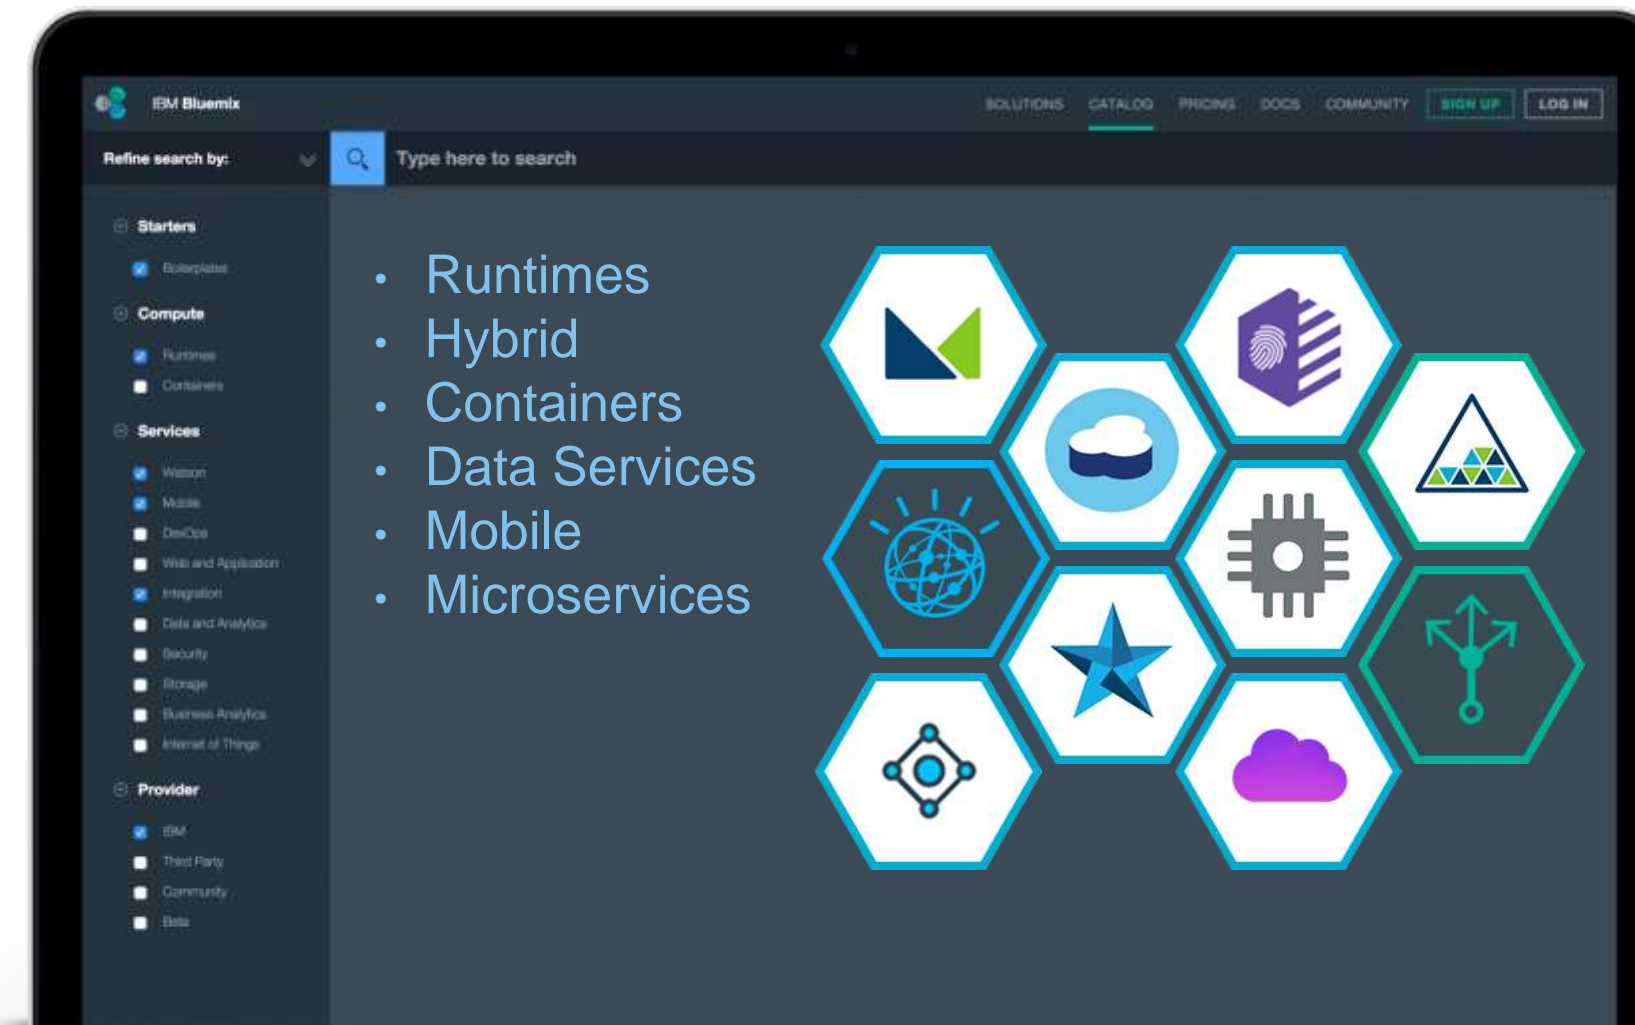 IBM Bluemix
SOLUTIONS CATALOG PRICING DOCS COMMUNITY SIGN UP LOG IN
Refine search by:
Type here to search
Starters
Boilerplates
Compute
Runtimes
Containers
Services
Watson
Mobile
DevOps
Web and Application
Integration
Data and Analytics
Security
Storage
Business Analytics
Internet of Things
Provider
IBM
Third Party
Community
Beta
• Runtimes
• Hybrid
• Containers
• Data Services
• Mobile
• Microservices